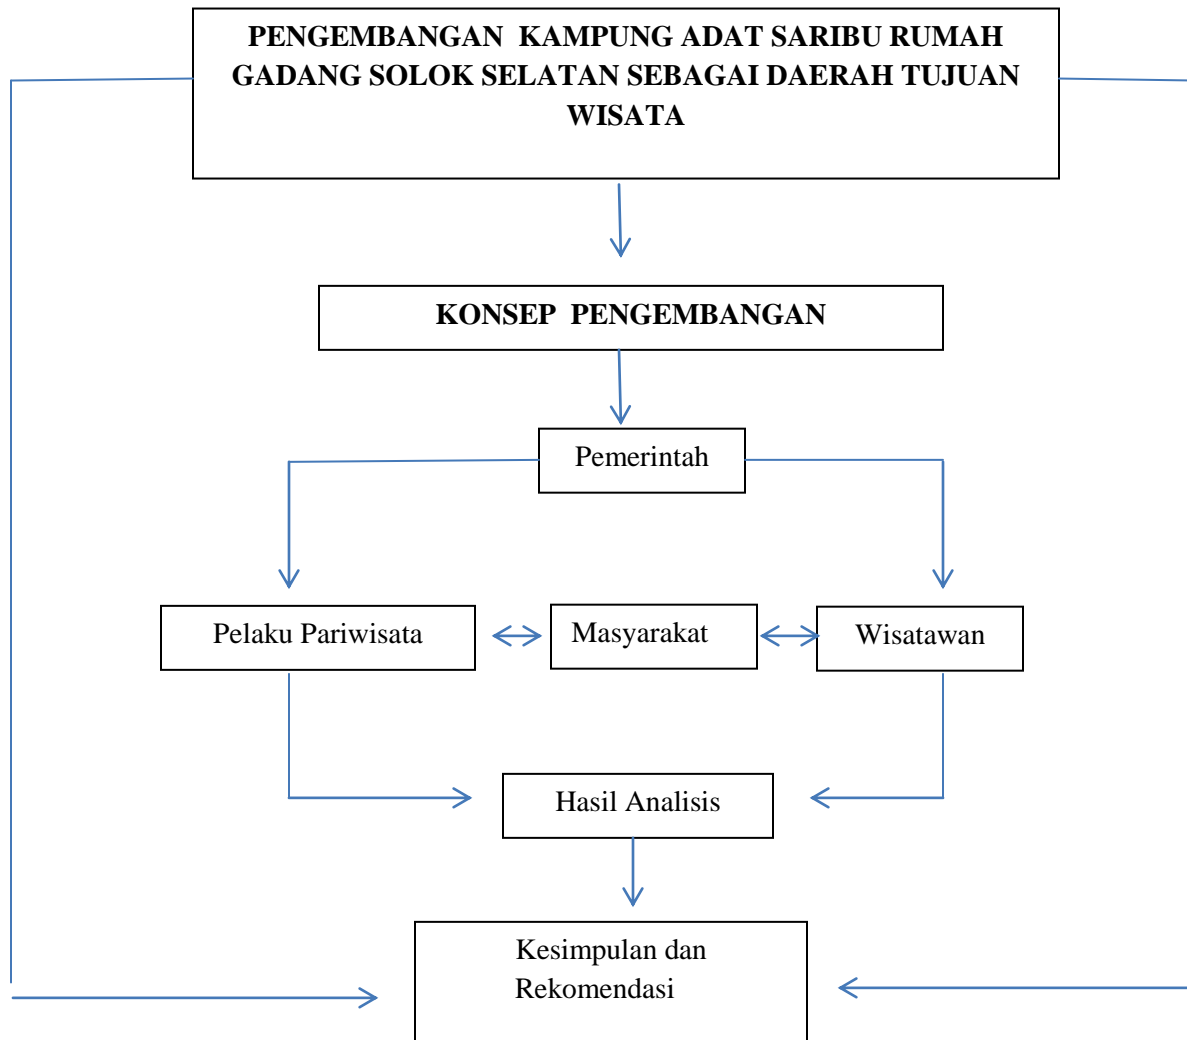 PENGEMBANGAN  KAMPUNG ADAT SARIBU RUMAH
GADANG SOLOK SELATAN SEBAGAI DAERAH TUJUAN
WISATA
KONSEP  PENGEMBANGAN
Pemerintah
Pelaku Pariwisata
Masyarakat
Wisatawan
Hasil Analisis
Kesimpulan dan
Rekomendasi